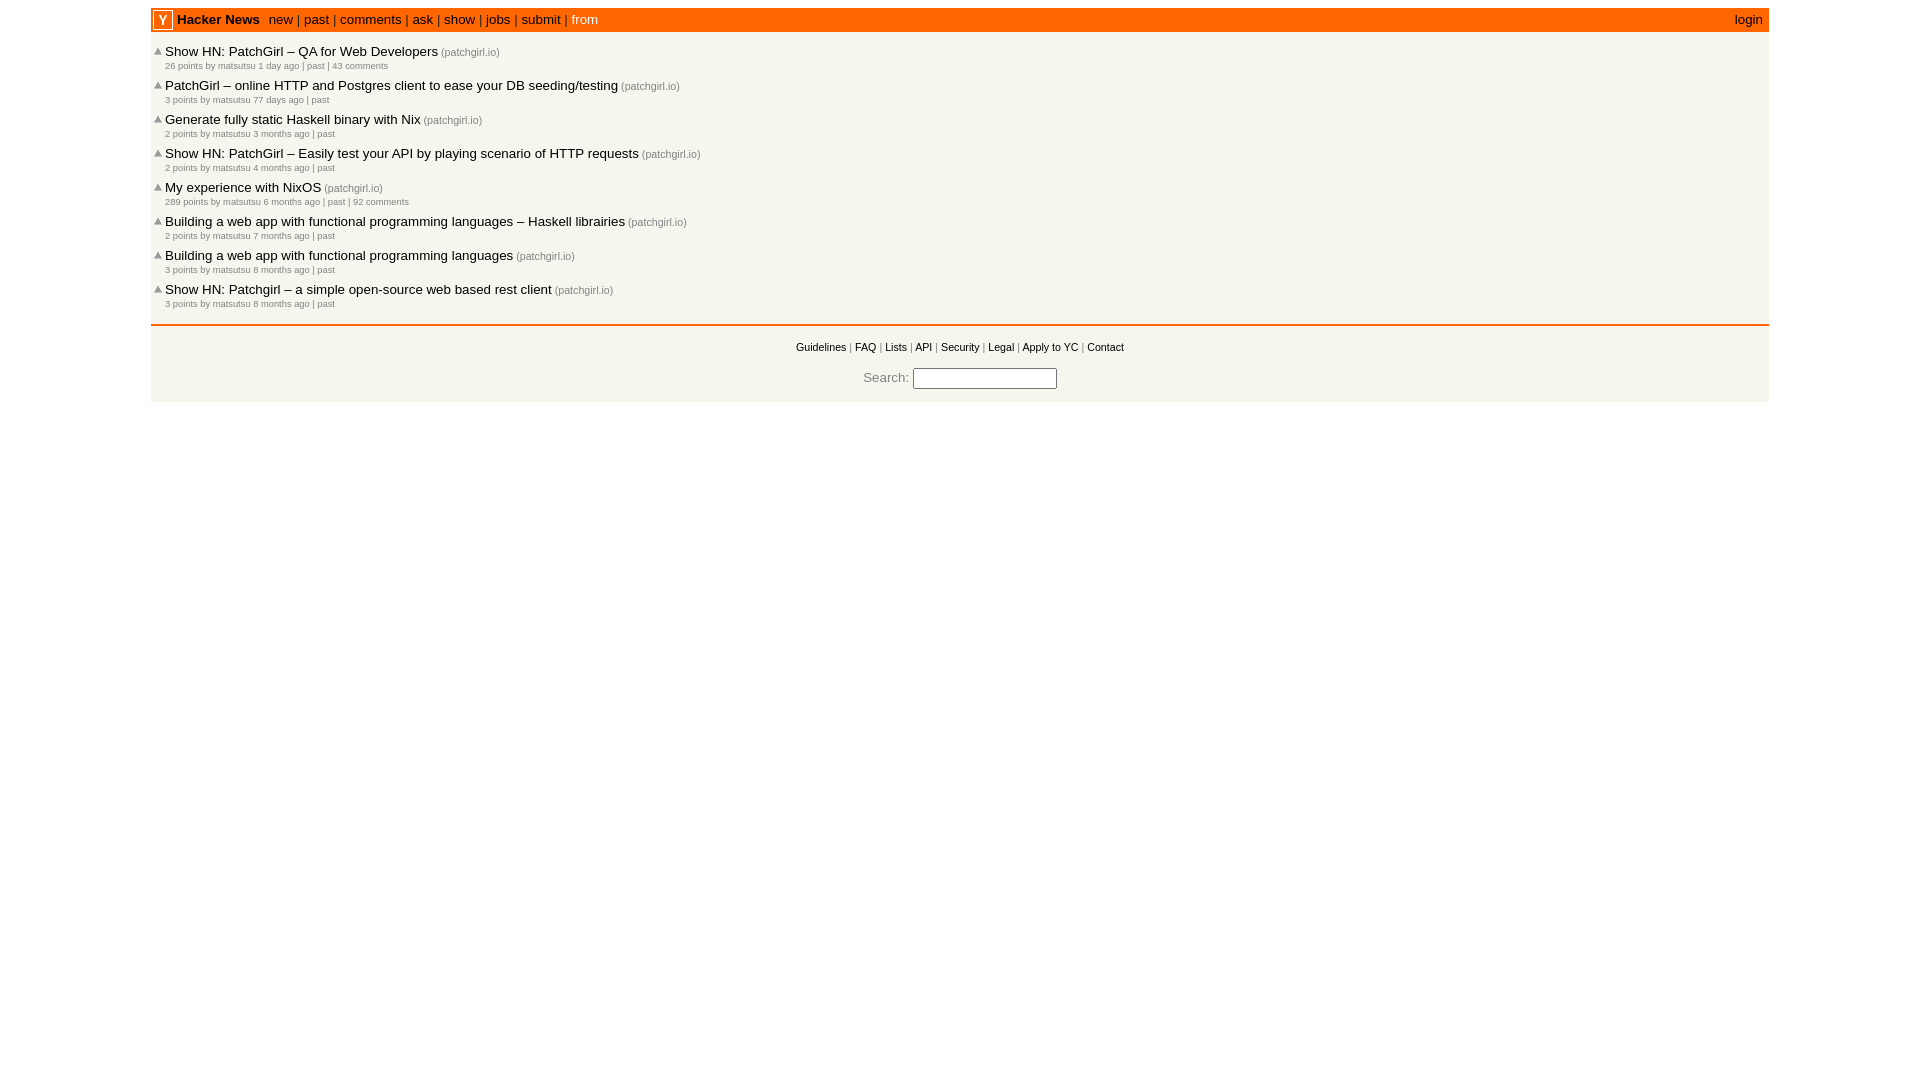 Y Hacker News new | past | comments | ask | show | jobs | submit | from login
Show HN: PatchGirl – QA for Web Developers (patchgirl.io)
26 points by matsutsu 1 day ago | past | 43 comments
PatchGirl – online HTTP and Postgres client to ease your DB seeding/testing (patchgirl.io)
3 points by matsutsu 77 days ago | past
Generate fully static Haskell binary with Nix (patchgirl.io)
2 points by matsutsu 3 months ago | past
Show HN: PatchGirl – Easily test your API by playing scenario of HTTP requests (patchgirl.io)
2 points by matsutsu 4 months ago | past
My experience with NixOS (patchgirl.io)
289 points by matsutsu 6 months ago | past | 92 comments
Building a web app with functional programming languages – Haskell librairies (patchgirl.io)
2 points by matsutsu 7 months ago | past
Building a web app with functional programming languages (patchgirl.io)
3 points by matsutsu 8 months ago | past
Show HN: Patchgirl – a simple open-source web based rest client (patchgirl.io)
3 points by matsutsu 8 months ago | past
Guidelines | FAQ | Lists | API | Security | Legal | Apply to YC | Contact
Search: